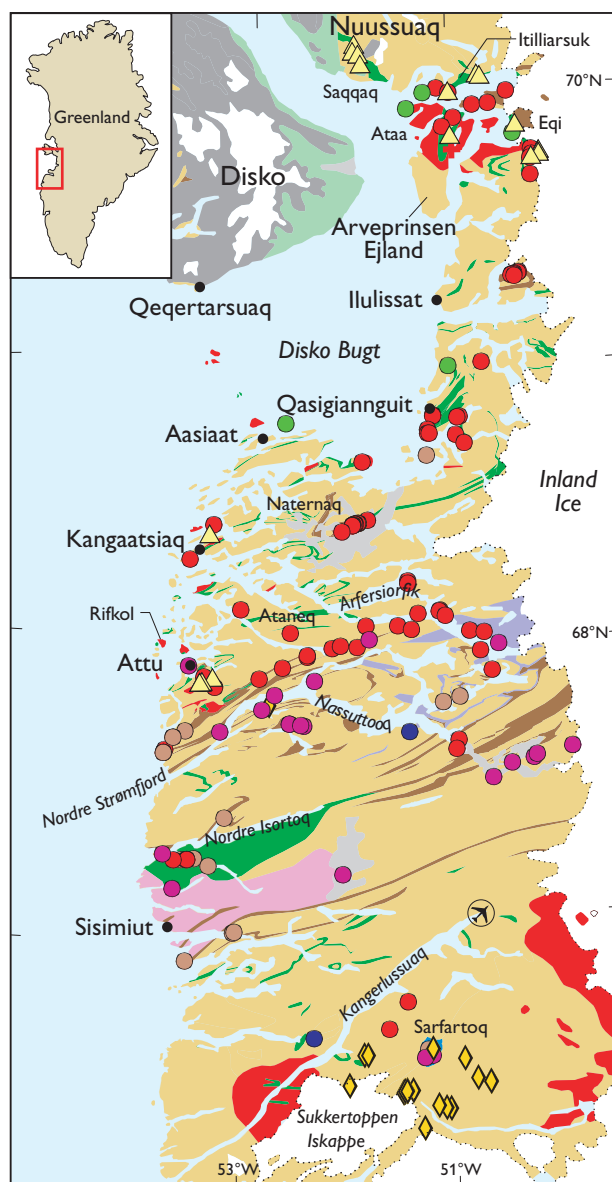 Nuussuaq
Itilliarsuk
70°N
Greenland
Saqqaq
Ataa
Eqi
Disko
Arveprinsen
Ejland
Qeqertarsuaq
Ilulissat
Disko Bugt
Qasigiannguit
Aasiaat
Inland
Ice
Naternaq
Kangaatsiaq
Arfersiorfik
Rifkol
Ataneq
68°N
Attu
Nassuttooq
Nordre Strømfjord
Nordre Isortoq
Sisimiut
Kangerlussuaq
Sarfartoq
Sukkertoppen
Iskappe
53°W
51°W